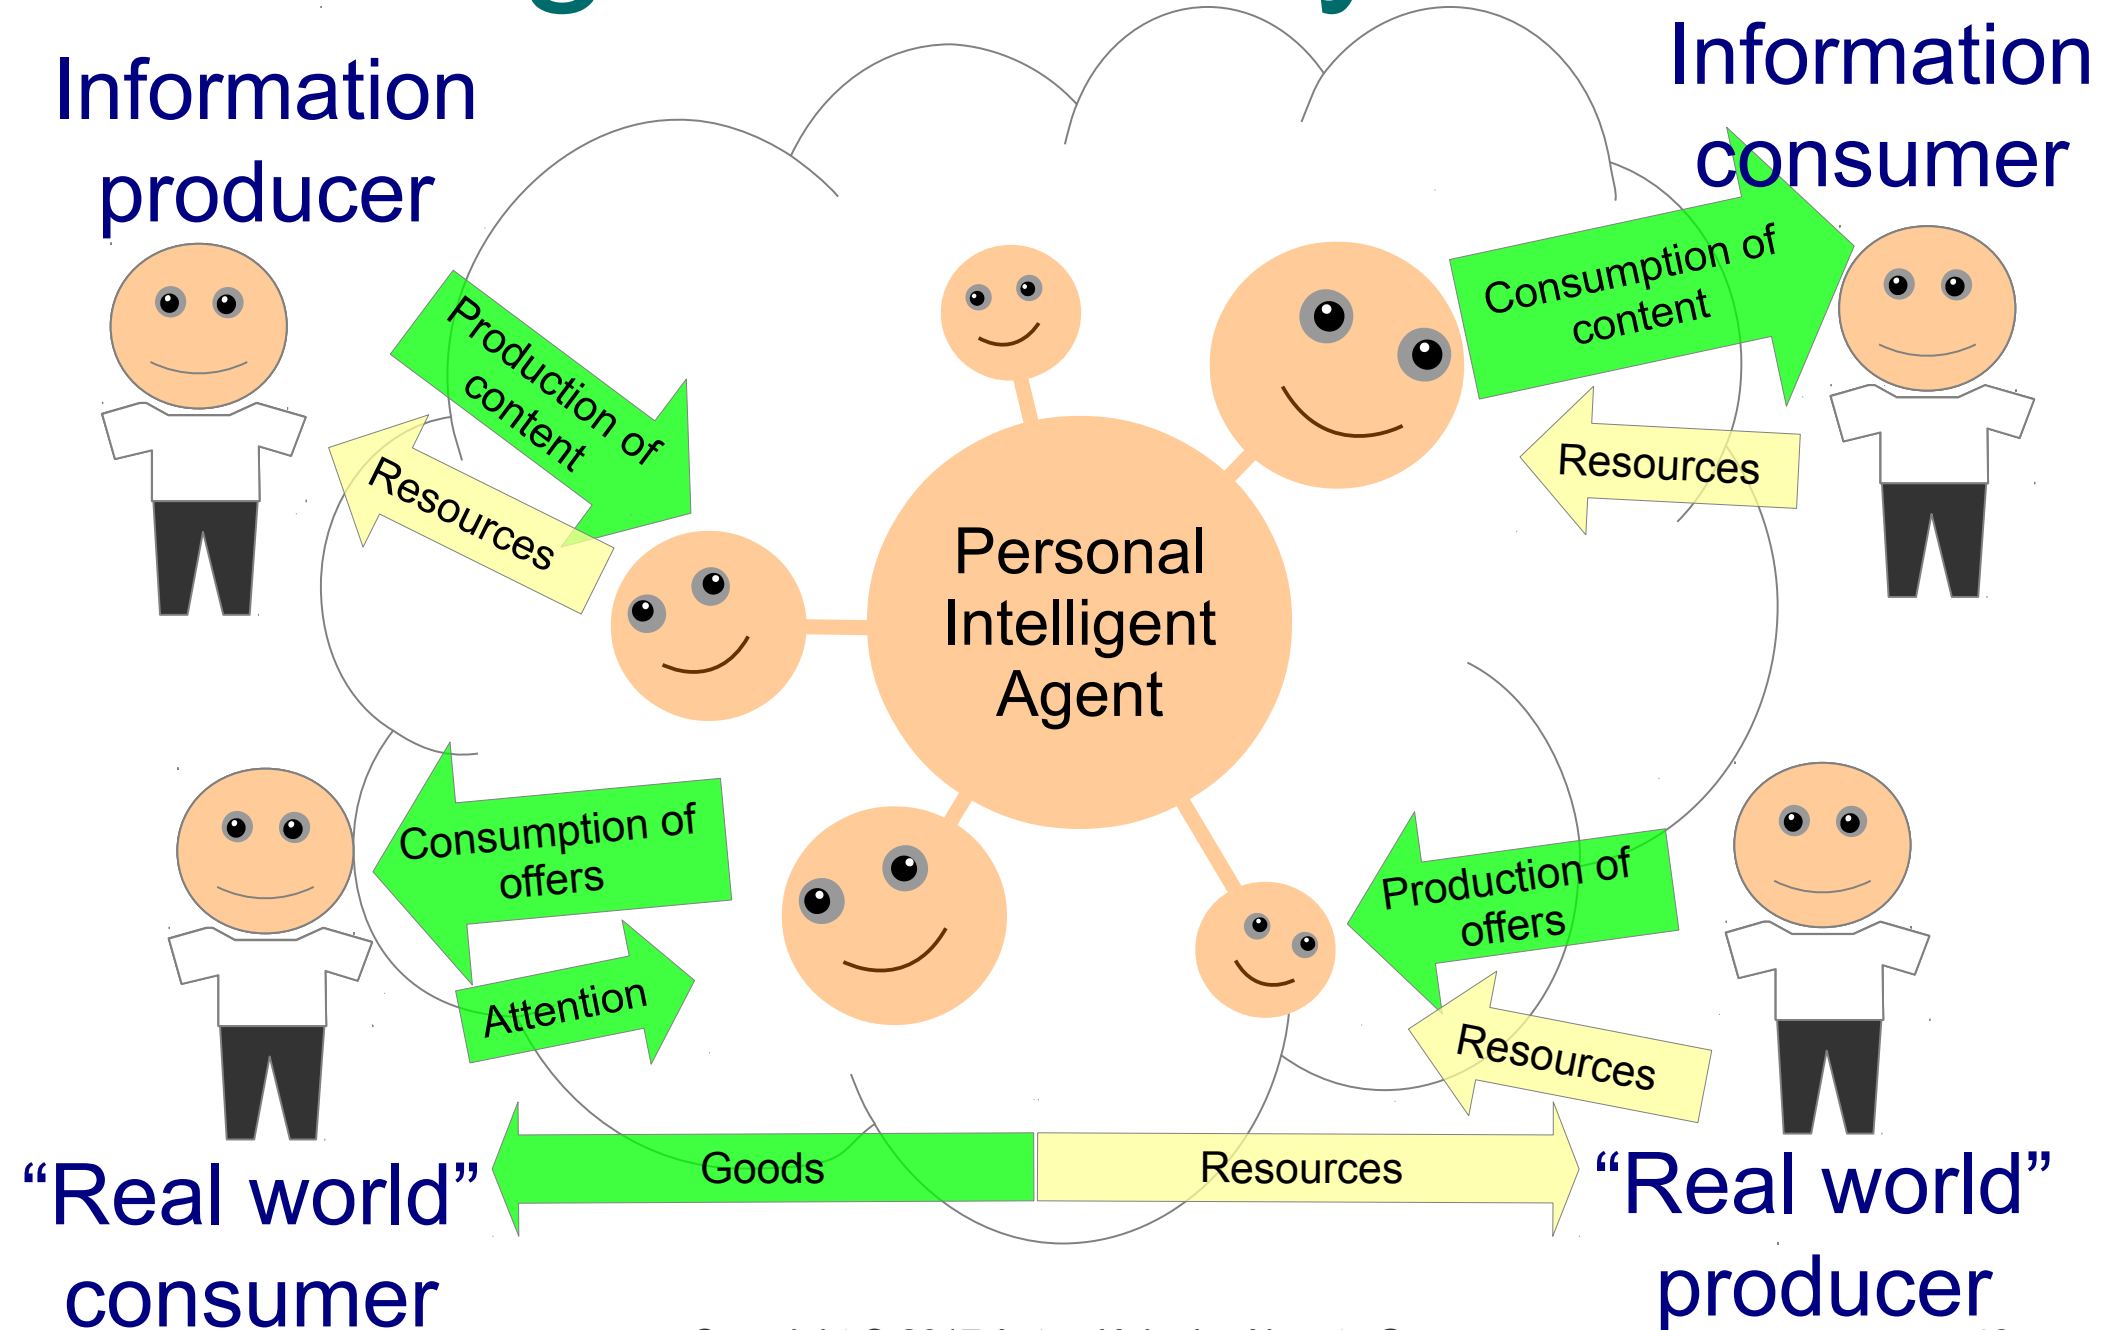 Information
producer
Information
consumer
Production of
content
Resources
Consumption of
content
Resources
Personal
Intelligent
Agent
Consumption of
offers
Attention
Production of
offers
Resources
Goods
Resources
“Real world”
consumer
“Real world”
producer